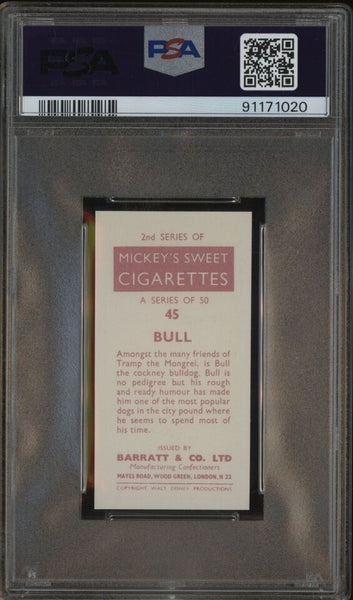 PSA
PSA
91171020
2nd SERIES OF
MICKEY'S SWEET
CIGARETTES
A SERIES OF 50
45
BULL
Amongst the many friends of
Tramp the Mongrel, is Bull
the cockney bulldog. Bull is
no pedigree but his rough
and ready humour has made
him one of the most popular
dogs in the city pound where
he seems to spend most of
his time.
ISSUED BY
BARRATT & CO. LTD
Manufacturing Confectioners
MAYES ROAD, WOOD GREEN, LONDON, N 22
COPYRIGHT WALT DISNEY PRODUCTIONS